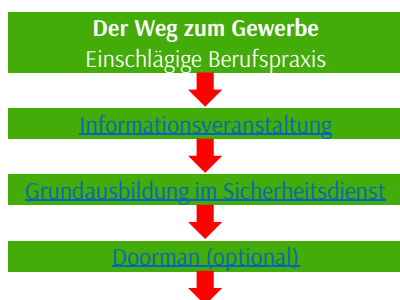 Der Weg zum Gewerbe
Einschlägige Berufspraxis
Informationsveranstaltung
Grundausbildung im Sicherheitsdienst
Doorman (optional)